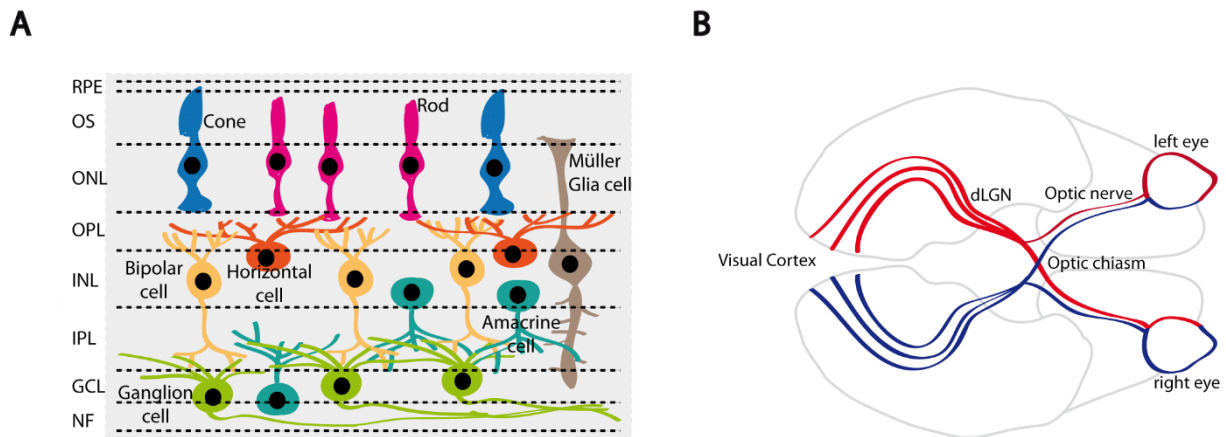 A
B
RPE
OS
ONL
OPL
INL
IPL
GCL
NF
Cone
Rod
Müller
Glia cell
Bipolar
cell
Horizontal
cell
Amacrine
cell
Ganglion
cell
left eye
dLGN
Optic nerve
Visual Cortex
Optic chiasm
right eye